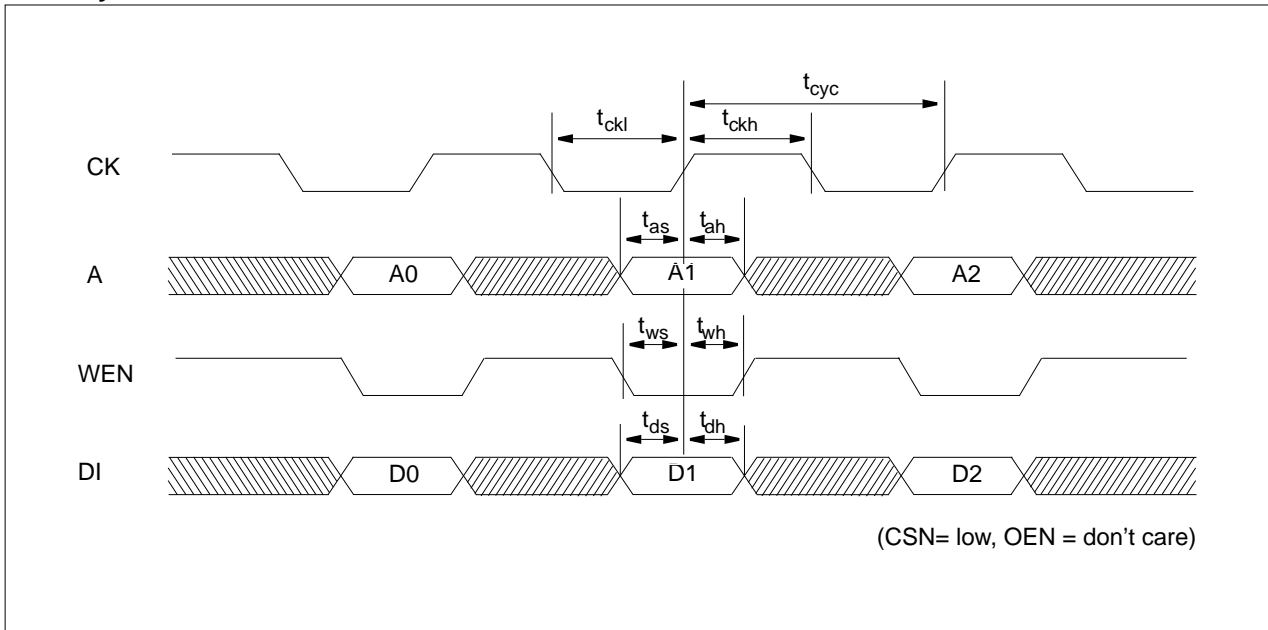 tcyc
tckl
tckh
CK
tas
tah
A
A0
A1
A2
tws
twh
WEN
tds
tdh
DI
D0
D1
D2
(CSN= low, OEN = don't care)